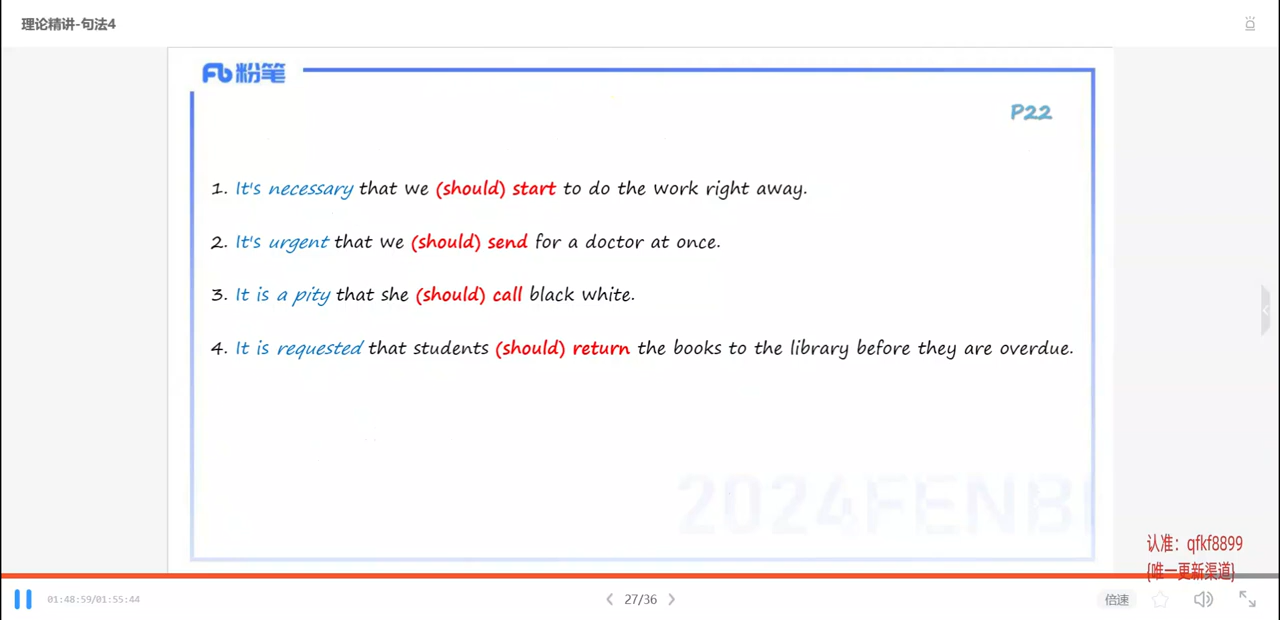 理论精讲-句法4
粉笔
P22
1. It's necessary that we (should) start to do the work right away.
2. It's urgent that we (should) send for a doctor at once.
3. It is a pity that she (should) call black white.
4. It is requested that students (should) return the books to the library before they are overdue.
2024FENBI
认准：qfkf8899
(唯一更新渠道)
01:48:59/01:55:44
27/36
倍速